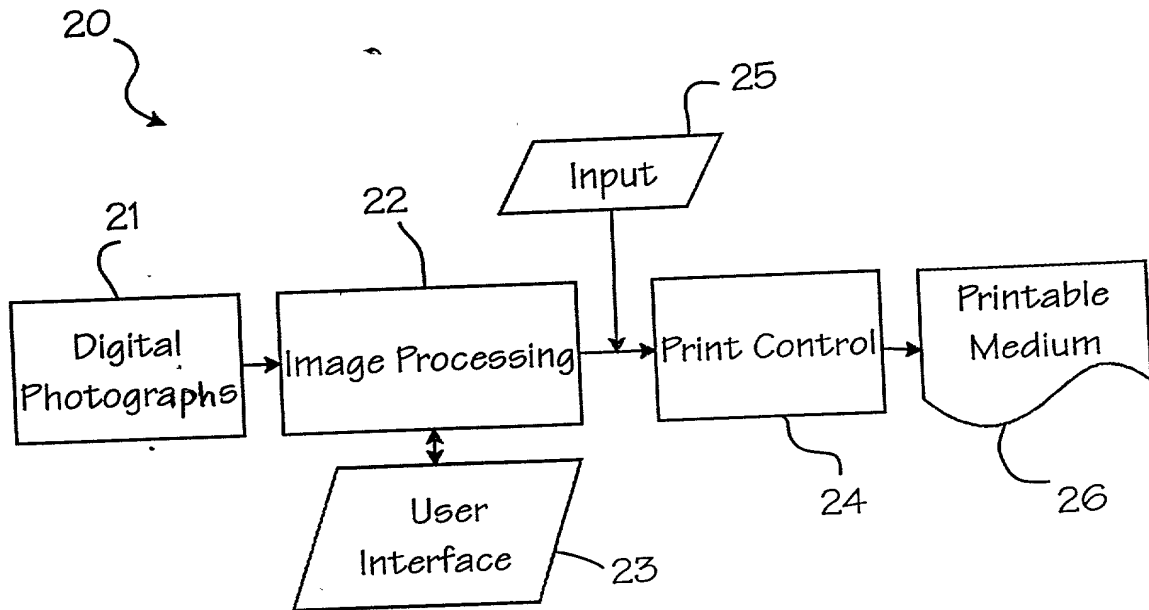 20
25
Input
21
22
Digital
Photographs
Image Processing
Print Control
Printable
Medium
User
Interface
23
24
26